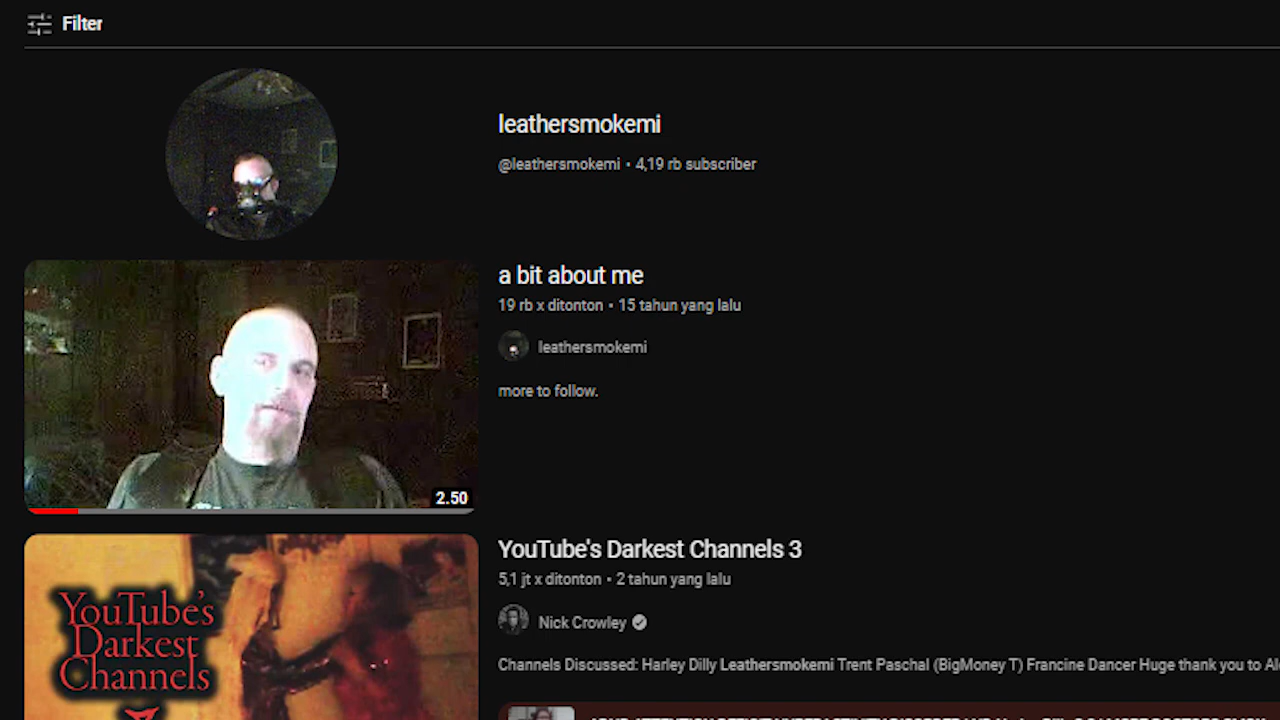 Filter
leathersmokemi
@leathersmokemi • 4,19 rb subscriber
a bit about me
19 rb x ditonton • 15 tahun yang lalu
leathersmokemi
more to follow.
2.50
YouTube's Darkest Channels 3
5,1 jt x ditonton • 2 tahun yang lalu
Nick Crowley
Channels Discussed: Harley Dilly Leathersmokemi Trent Paschal (BigMoney T) Francine Dancer Huge thank you to
YouTube's
Darkest
Channels